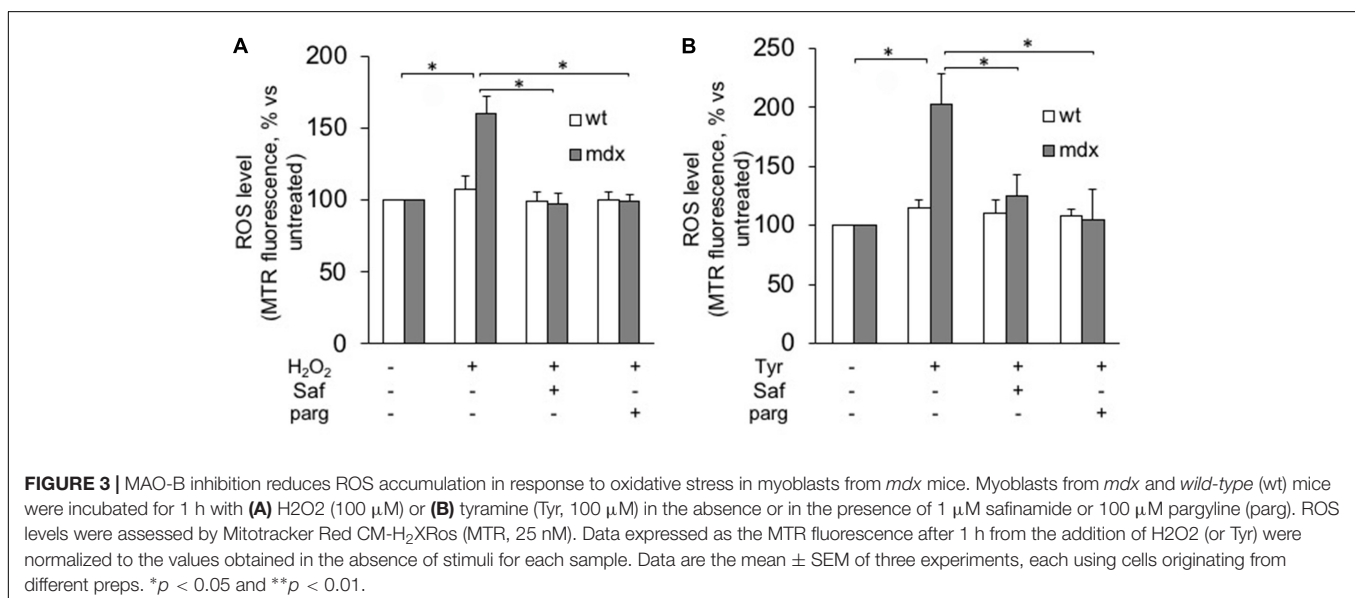 A
200
150
100
50
0
ROS level
(MTR fluorescence, % vs
untreated)
*
*
*
wt
mdx
H₂O₂ - + + +
Saf - - + -
parg - - - +
B
250
200
150
100
50
0
ROS level
(MTR fluorescence, % vs
untreated)
*
*
*
wt
mdx
Tyr - + + +
Saf - - + -
parg - - - +
FIGURE 3 | MAO-B inhibition reduces ROS accumulation in response to oxidative stress in myoblasts from mdx mice. Myoblasts from mdx and wild-type (wt) mice
were incubated for 1 h with (A) H2O2 (100 μM) or (B) tyramine (Tyr, 100 μM) in the absence or in the presence of 1 μM safinamide or 100 μM pargyline (parg). ROS
levels were assessed by Mitotracker Red CM-H₂XRos (MTR, 25 nM). Data expressed as the MTR fluorescence after 1 h from the addition of H2O2 (or Tyr) were
normalized to the values obtained in the absence of stimuli for each sample. Data are the mean ± SEM of three experiments, each using cells originating from
different preps. *p < 0.05 and **p < 0.01.